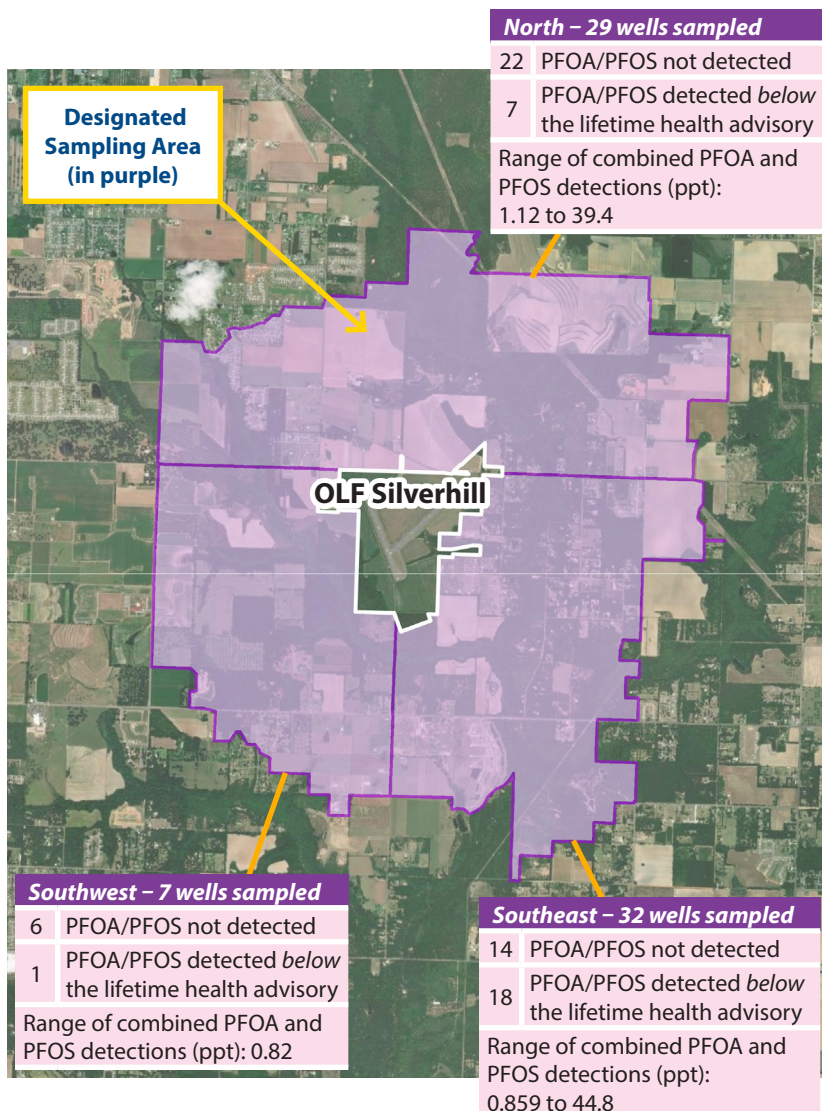 North – 29 wells sampled
22 PFOA/PFOS not detected
7 PFOA/PFOS detected below
the lifetime health advisory
Range of combined PFOA and
PFOS detections (ppt):
1.12 to 39.4
Designated
Sampling Area
(in purple)
OLF Silverhill
Southwest – 7 wells sampled
6 PFOA/PFOS not detected
1 PFOA/PFOS detected below
the lifetime health advisory
Range of combined PFOA and
PFOS detections (ppt): 0.82
Southeast – 32 wells sampled
14 PFOA/PFOS not detected
18 PFOA/PFOS detected below
the lifetime health advisory
Range of combined PFOA and
PFOS detections (ppt):
0.859 to 44.8